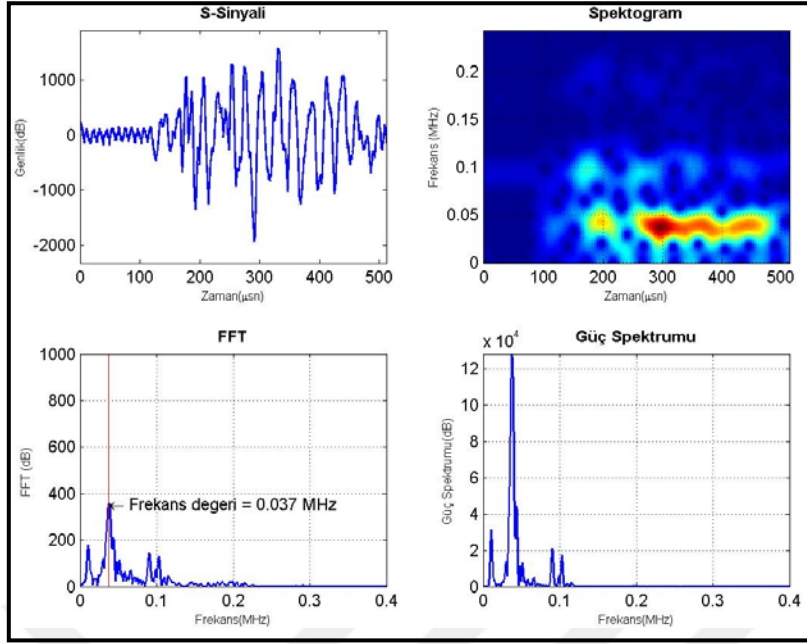 S-Sinyali
Genlik(dB)
1000
0
-1000
-2000
0 100 200 300 400 500
Zaman(μsn)
Spektogram
Frekans (MHz)
0.2
0.15
0.1
0.05
0
0 100 200 300 400 500
Zaman(μsn)
FFT
FFT (dB)
1000
800
600
400
200
0
← Frekans degeri = 0.037 MHz
0 0.1 0.2 0.3 0.4
Frekans(MHz)
Güç Spektrumu
x 10⁴
Güç Spektrumu(dB)
12
10
8
6
4
2
0
0 0.1 0.2 0.3 0.4
Frekans(MHz)